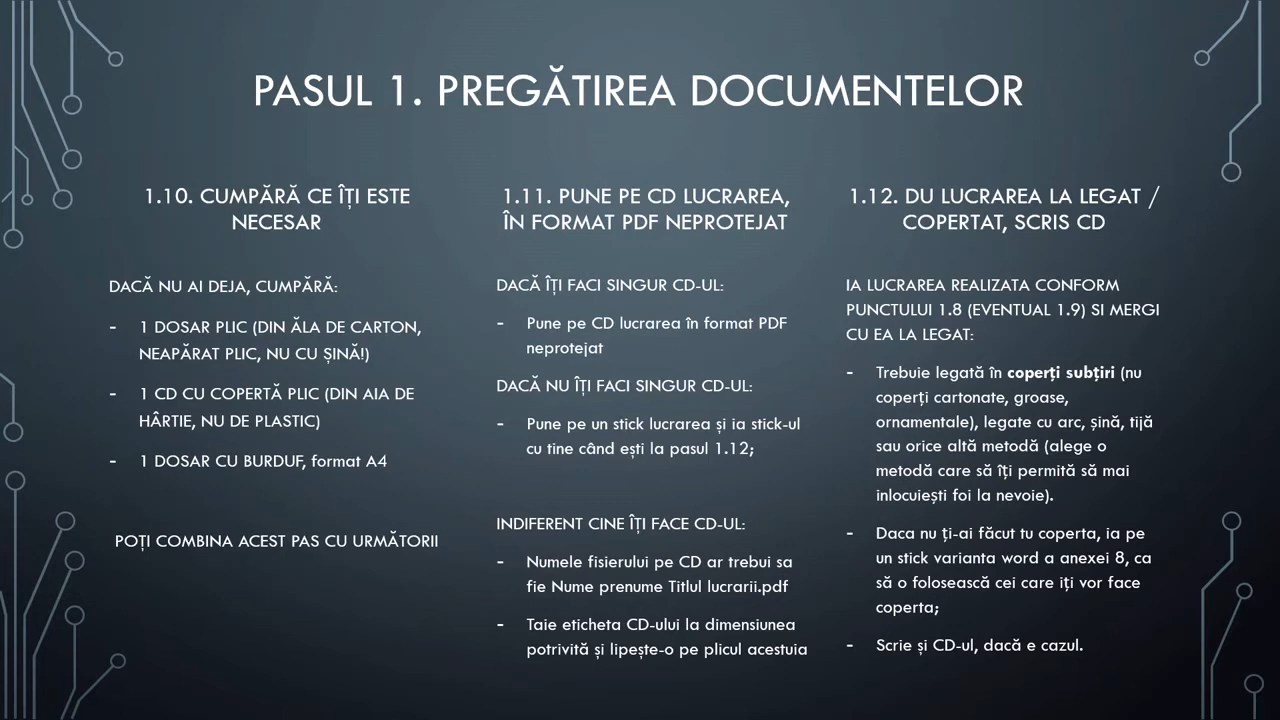 PASUL 1. PREGĂTIREA DOCUMENTELOR
1.10. CUMPĂRĂ CE ÎȚI ESTE
NECESAR
DACĂ NU AI DEJA, CUMPĂRĂ:
- 1 DOSAR PLIC (DIN ĂLA DE CARTON,
NEAPĂRAT PLIC, NU CU ȘINĂ!)
- 1 CD CU COPERTĂ PLIC (DIN AIA DE
HÂRTIE, NU DE PLASTIC)
- 1 DOSAR CU BURDUF, format A4
POȚI COMBINA ACEST PAS CU URMĂTORII
1.11. PUNE PE CD LUCRAREA,
ÎN FORMAT PDF NEPROTEJAT
DACĂ ÎȚI FACI SINGUR CD-UL:
- Pune pe CD lucrarea în format PDF
neprotejat
DACĂ NU ÎȚI FACI SINGUR CD-UL:
- Pune pe un stick lucrarea și ia stick-ul
cu tine când ești la pasul 1.12;
INDIFERENT CINE ÎȚI FACE CD-UL:
- Numele fisierului pe CD ar trebui sa
fie Nume prenume Titlul lucrarii.pdf
- Taie eticheta CD-ului la dimensiunea
potrivită și lipește-o pe plicul acestuia
1.12. DU LUCRAREA LA LEGAT /
COPERTAT, SCRIS CD
IA LUCRAREA REALIZATA CONFORM
PUNCTULUI 1.8 (EVENTUAL 1.9) SI MERGI
CU EA LA LEGAT:
- Trebuie legată în coperți subțiri (nu
coperți cartonate, groase,
ornamentale), legate cu arc, șină, tijă
sau orice altă metodă (alege o
metodă care să îți permită să mai
inlocuiești foi la nevoie).
- Daca nu ți-ai făcut tu coperta, ia pe
un stick varianta word a anexei 8, ca
să o folosească cei care iți vor face
coperta;
- Scrie și CD-ul, dacă e cazul.